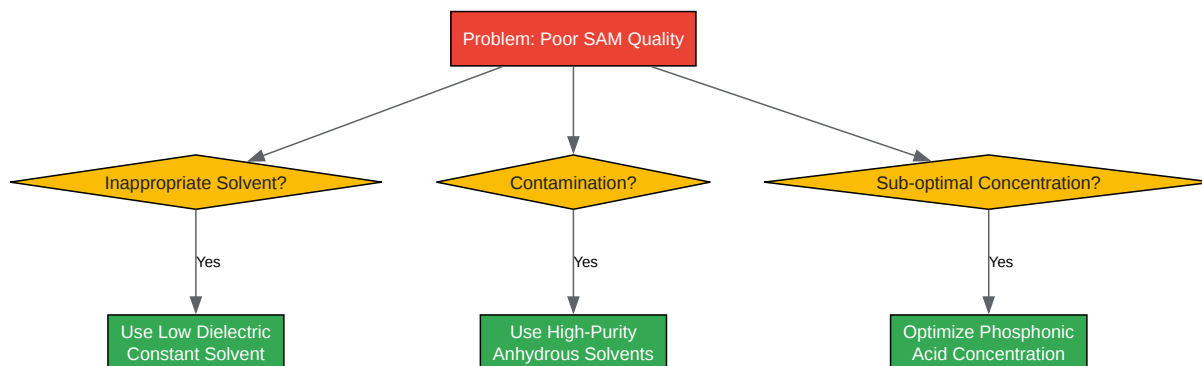 Problem: Poor SAM Quality
Inappropriate Solvent?
Contamination?
Sub-optimal Concentration?
Yes
Yes
Yes
Use Low Dielectric
Constant Solvent
Use High-Purity
Anhydrous Solvents
Optimize Phosphonic
Acid Concentration